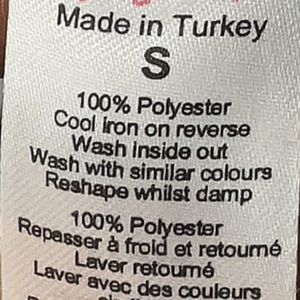 Made in Turkey
S
100% Polyester
Cool Iron on reverse
Wash inside out
Wash with similar colours
Reshape whilst damp
100% Polyester
Repasser à froid et retourné
Laver retourné
Laver avec des couleurs